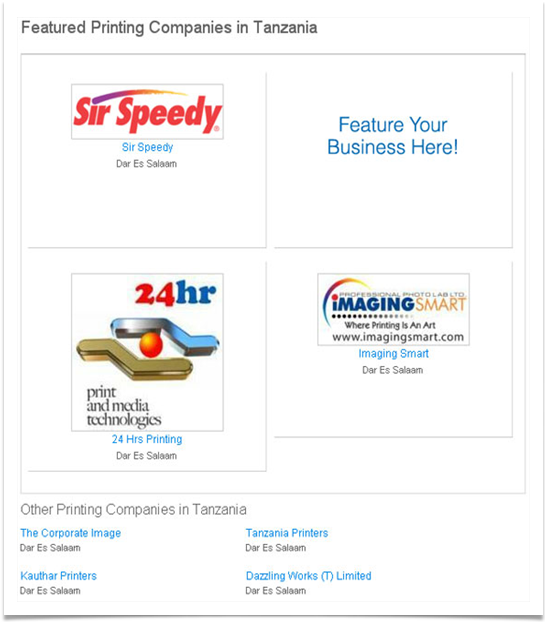 Featured Printing Companies in Tanzania
Sir Speedy®
Sir Speedy
Dar Es Salaam
Feature Your
Business Here!
24hr
print
and media
technologies
24 Hrs Printing
Dar Es Salaam
PROFESSIONAL PHOTO LAB LTD.
iMAGINGSMART
Where Printing Is An Art
www.imagingsmart.com
Imaging Smart
Dar Es Salaam
Other Printing Companies in Tanzania
The Corporate Image
Dar Es Salaam
Tanzania Printers
Dar Es Salaam
Kauthar Printers
Dar Es Salaam
Dazzling Works (T) Limited
Dar Es Salaam